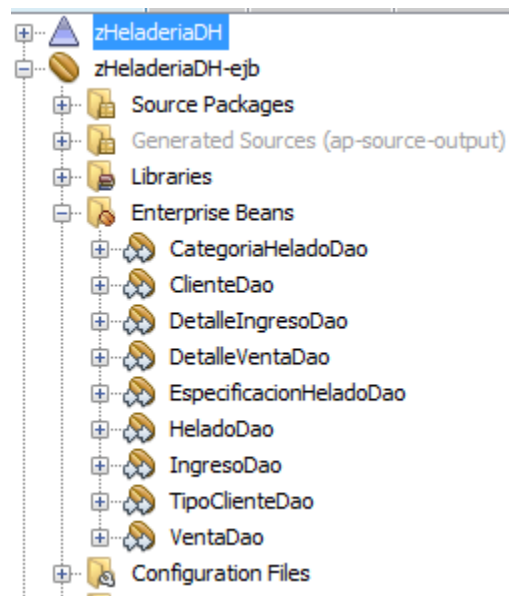 zHeladeriaDH
zHeladeriaDH-ejb
Source Packages
Generated Sources (ap-source-output)
Libraries
Enterprise Beans
CategoriaHeladoDao
ClienteDao
DetalleIngresoDao
DetalleVentaDao
EspecificacionHeladoDao
HeladoDao
IngresoDao
TipoClienteDao
VentaDao
Configuration Files